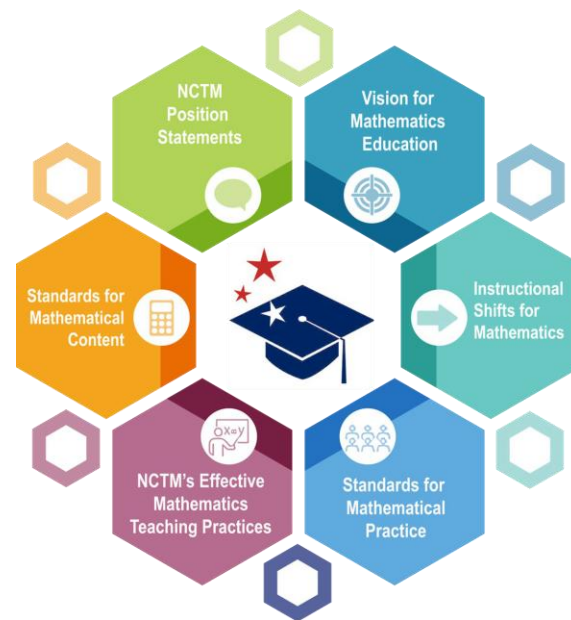 NCTM
Position
Statements
Vision for
Mathematics
Education
Standards for
Mathematical
Content
Instructional
Shifts for
Mathematics
x=y
NCTM's Effective
Mathematics
Teaching Practices
Standards for
Mathematical
Practice